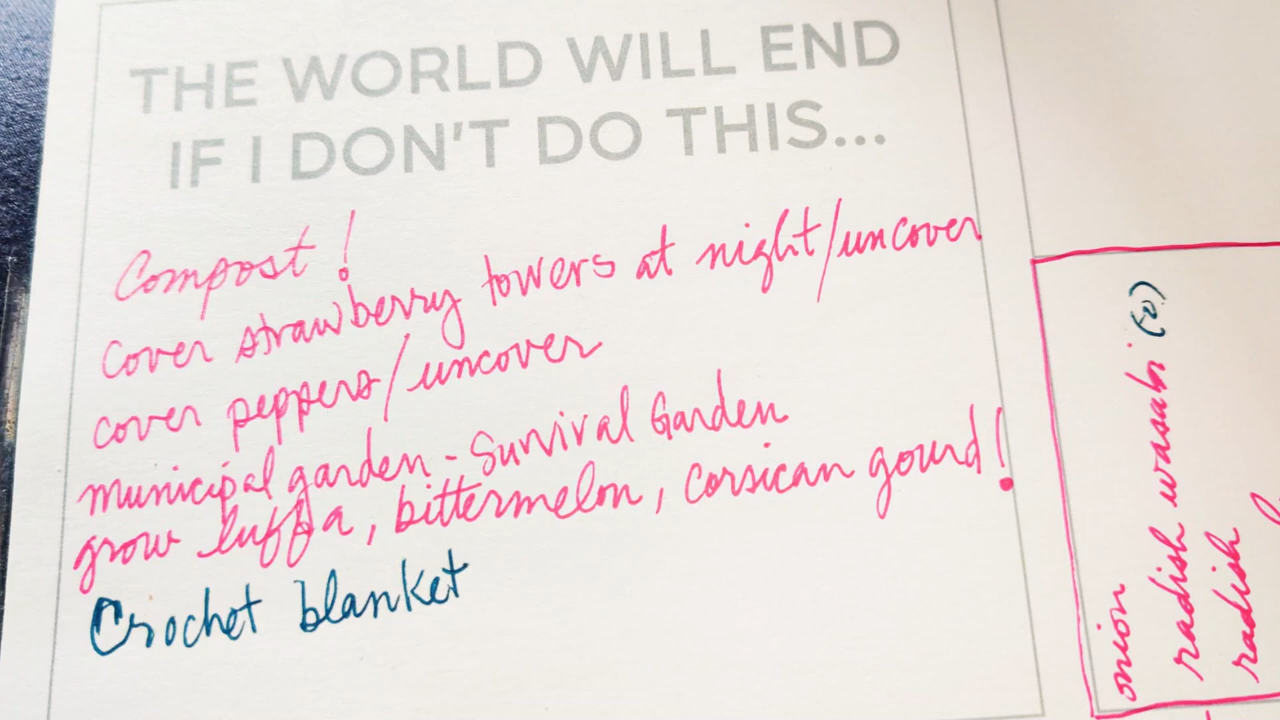 THE WORLD WILL END
IF I DON'T DO THIS...
Compost!
cover strawberry towers at night/uncover
cover peppers/uncover
municipal garden - Survival Garden
grow luffa, bittermelon, corsican gourd!
Crochet blanket
onion
radish wasabi
radish